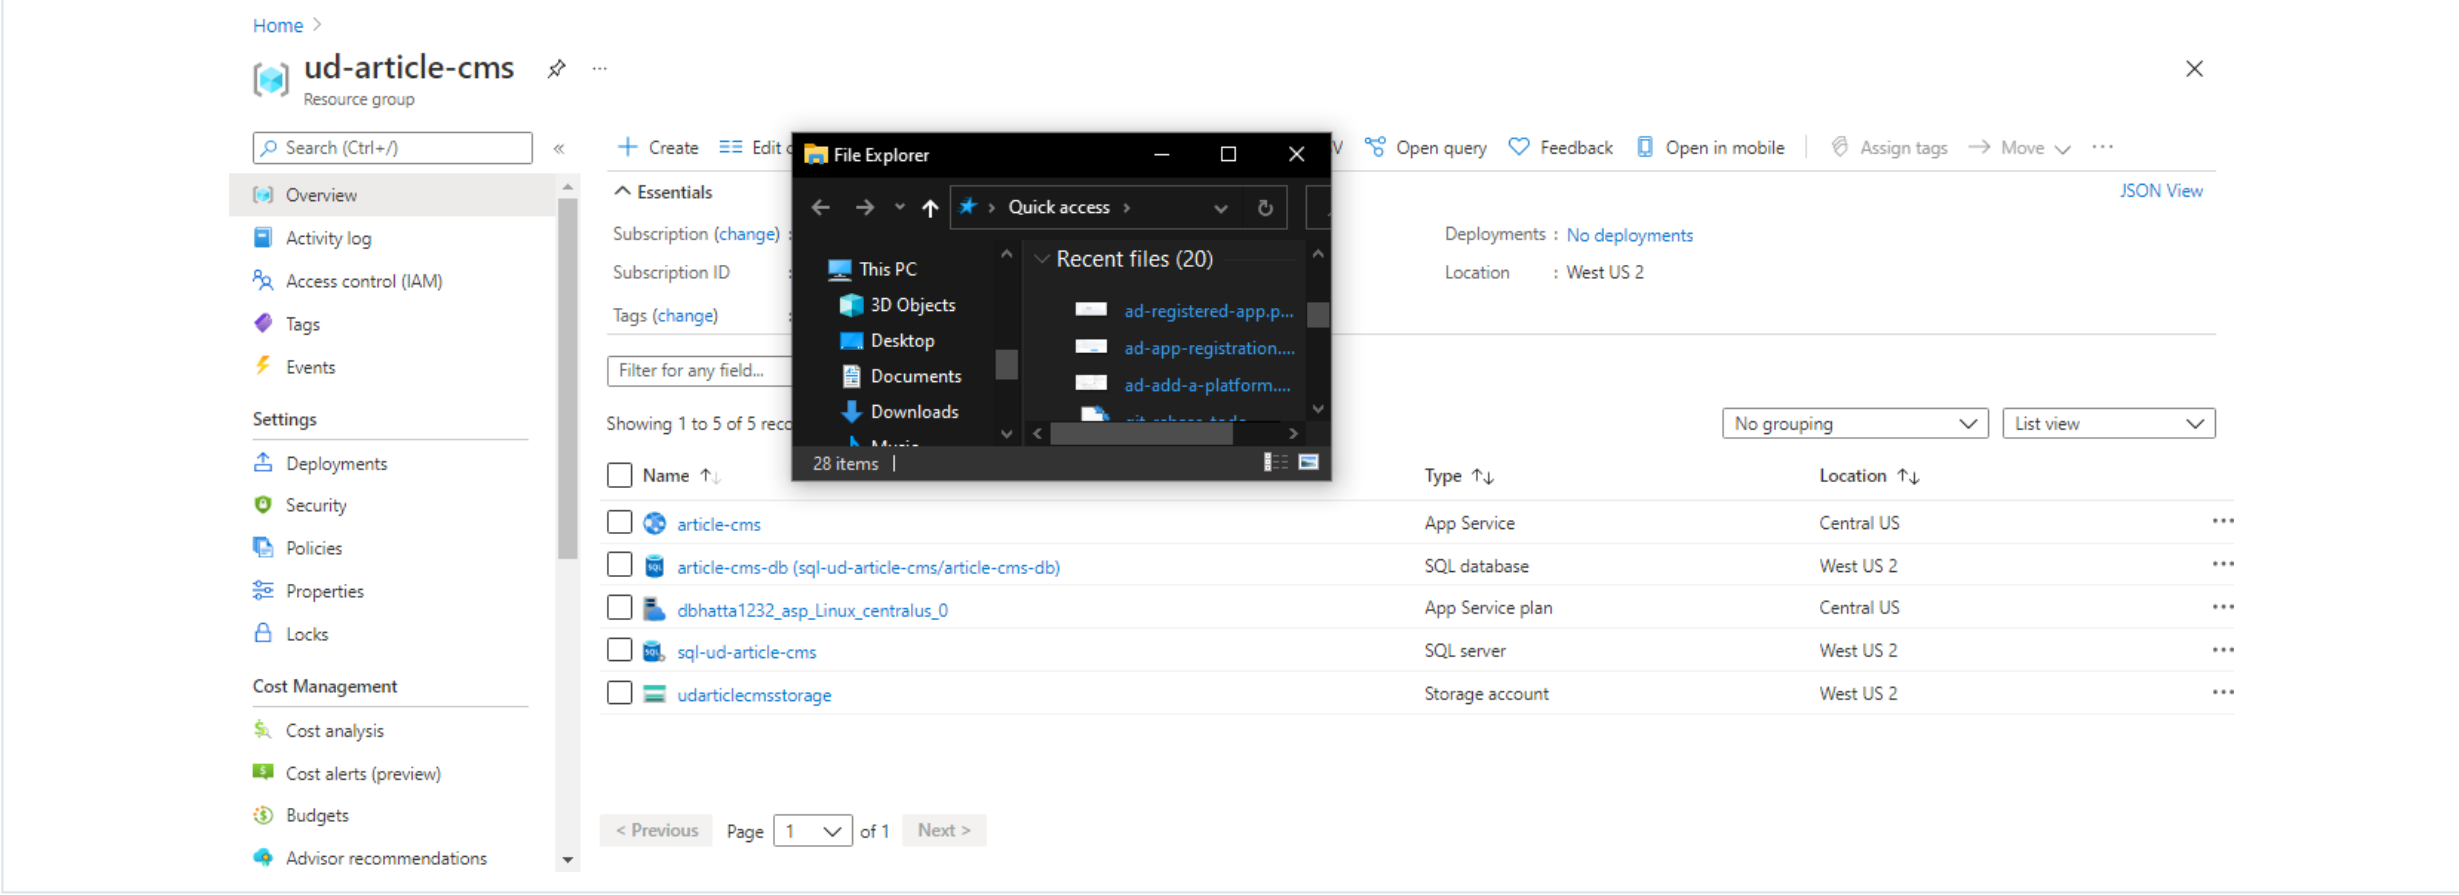 Home >
ud-article-cms ...
Resource group
Search (Ctrl+/) «
Overview
Activity log
Access control (IAM)
Tags
Events
Settings
Deployments
Security
Policies
Properties
Locks
Cost Management
Cost analysis
Cost alerts (preview)
Budgets
Advisor recommendations
+ Create Edit
Open query Feedback Open in mobile Assign tags Move ...
Essentials
JSON View
Subscription (change) :
Deployments : No deployments
Subscription ID :
Location : West US 2
Tags (change) :
Filter for any field...
Showing 1 to 5 of 5
No grouping
List view
Name Type Location
article-cms App Service Central US ...
article-cms-db (sql-ud-article-cms/article-cms-db) SQL database West US 2 ...
dbhatta1232_asp_Linux_centralus_0 App Service plan Central US ...
sql-ud-article-cms SQL server West US 2 ...
udarticlecmsstorage Storage account West US 2 ...
< Previous Page 1 of 1 Next >
File Explorer
Quick access
This PC
3D Objects
Desktop
Documents
Downloads
Music
Recent files (20)
ad-registered-app.p...
ad-app-registration....
ad-add-a-platform....
28 items